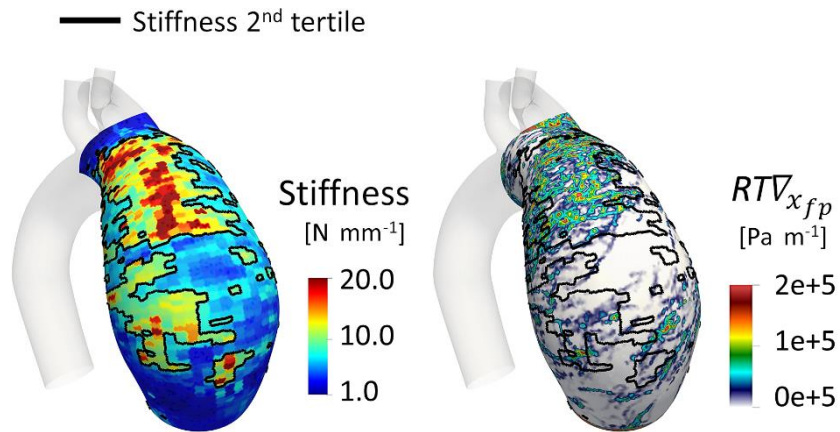 Stiffness 2nd tertile
Stiffness
[N mm-1]
20.0
10.0
1.0
RT∇xfp
[Pa m-1]
2e+5
1e+5
0e+5